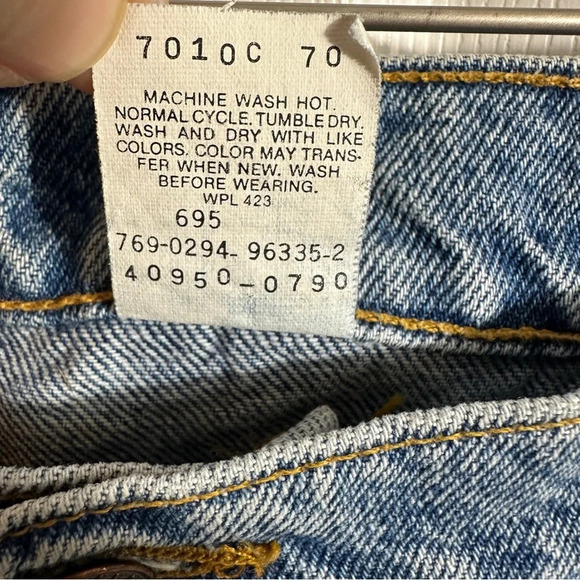 7010C 70
MACHINE WASH HOT.
NORMAL CYCLE. TUMBLE DRY.
WASH AND DRY WITH LIKE
COLORS. COLOR MAY TRANS-
FER WHEN NEW. WASH
BEFORE WEARING.
WPL 423
695
769-0294- 96335-2
40950-0790